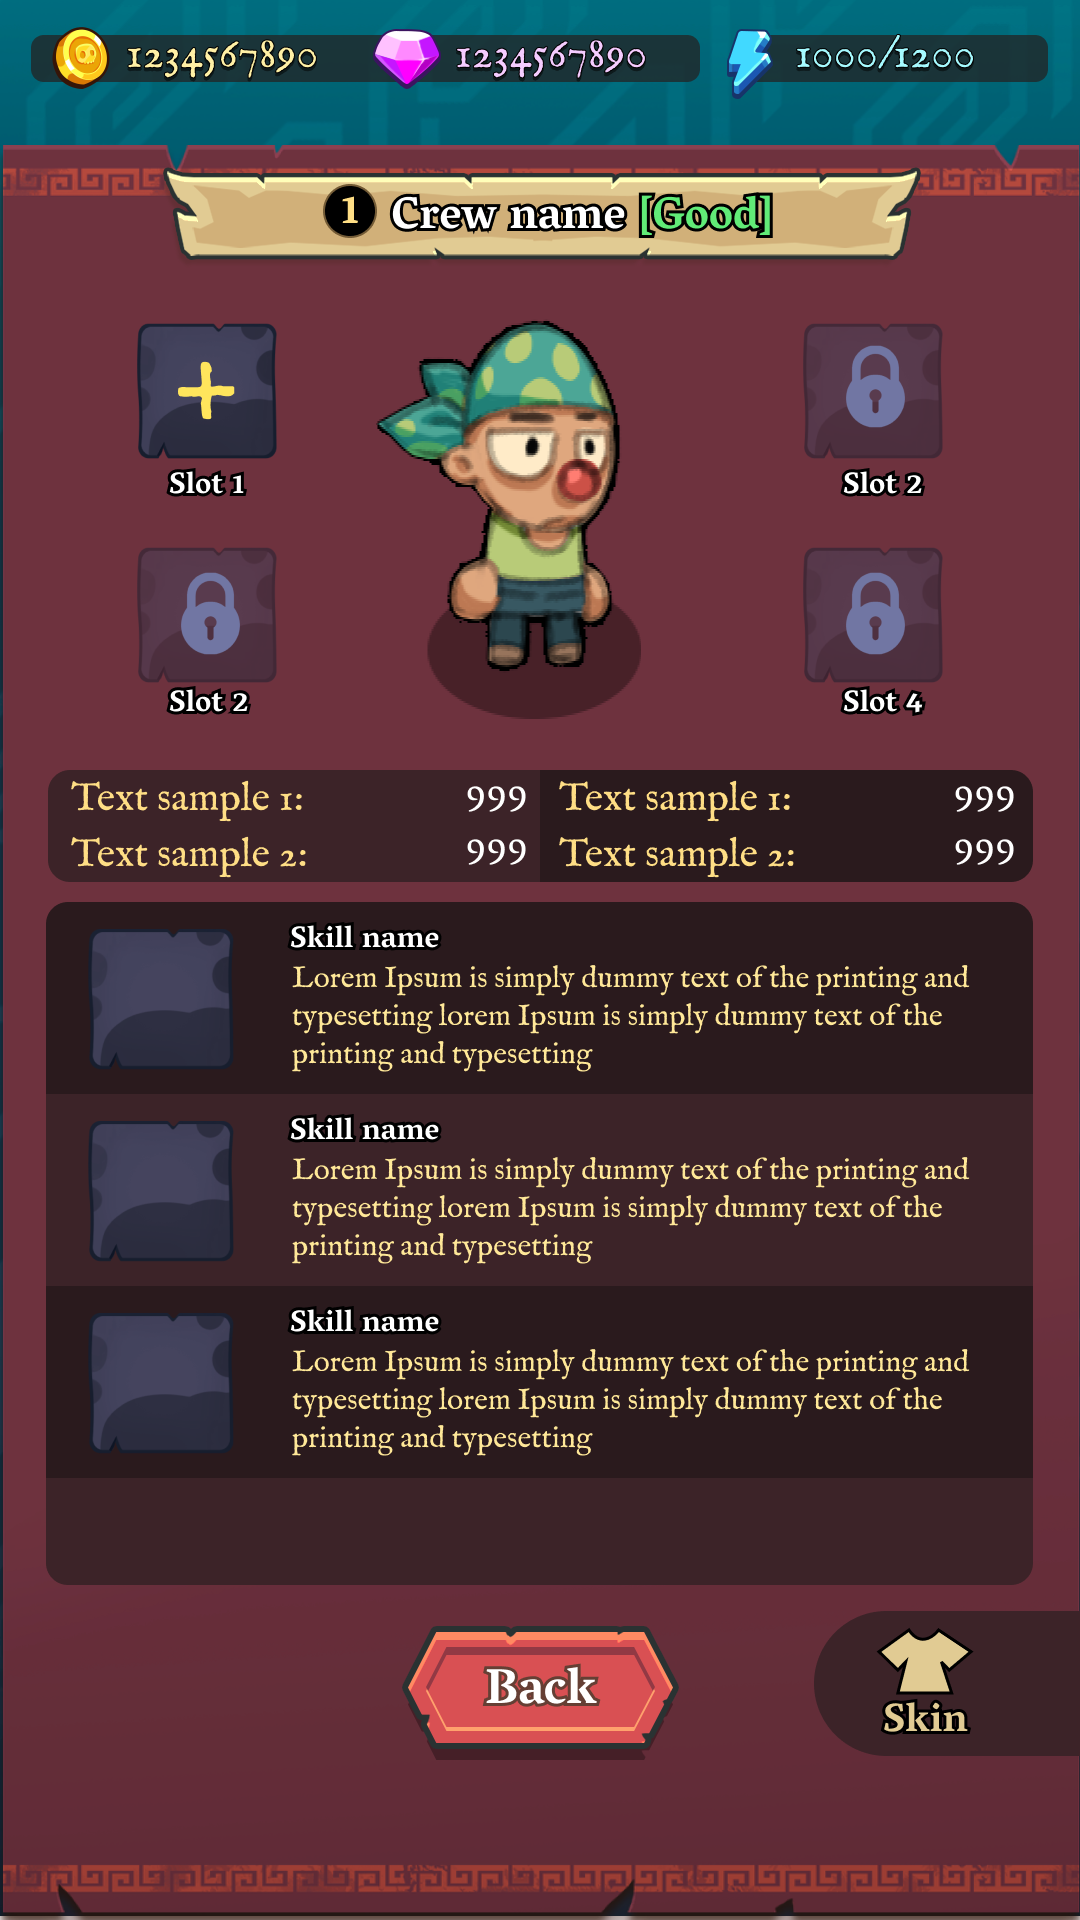 1234567890 1234567890 1000/1200
1 Crew name [Good]
Slot 1 Slot 2
Slot 2 Slot 4
Text sample 1: 999 Text sample 1: 999
Text sample 2: 999 Text sample 2: 999
Skill name
Lorem Ipsum is simply dummy text of the printing and
typesetting lorem Ipsum is simply dummy text of the
printing and typesetting
Skill name
Lorem Ipsum is simply dummy text of the printing and
typesetting lorem Ipsum is simply dummy text of the
printing and typesetting
Skill name
Lorem Ipsum is simply dummy text of the printing and
typesetting lorem Ipsum is simply dummy text of the
printing and typesetting
Back
Skin